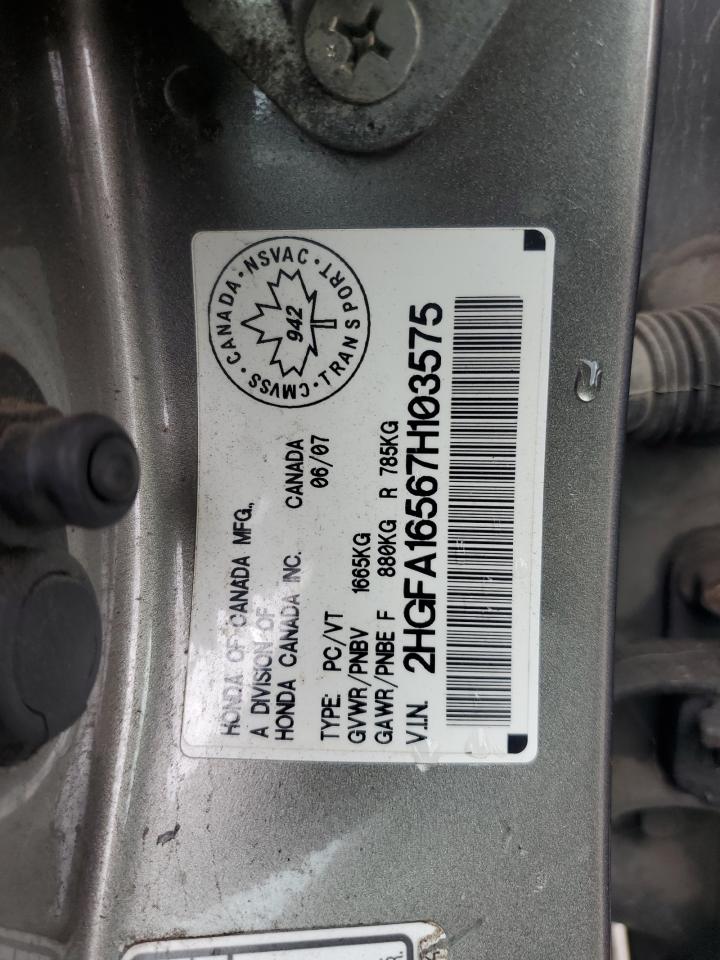 HONDA OF CANADA MFG.,
A DIVISION OF
HONDA CANADA INC. CANADA
06/07
TYPE: PC/VT
GVWR/PNBV 1665KG
GAWR/PNBE F 880KG R 785KG
V.I.N. 2HGFA16567H103575
CANADA · NSVAC · TRANSPORT · CMVSS ·
942